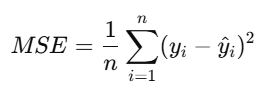 MSE = \frac{1}{n} \sum_{i=1}^{n} (y_i - \hat{y}_i)^2